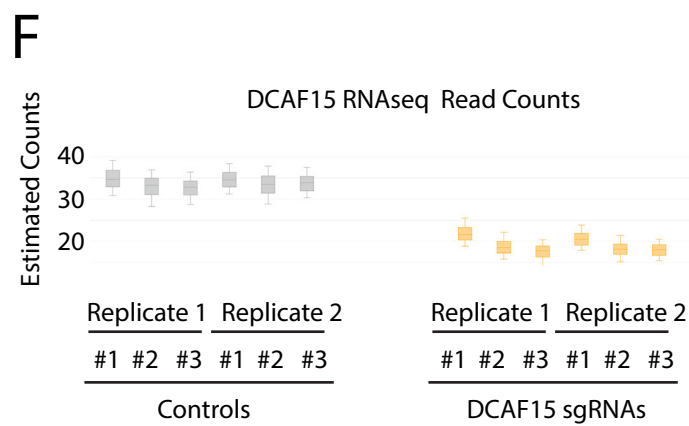 F
DCAF15 RNAseq Read Counts
Estimated Counts
40
30
20
Replicate 1 Replicate 2 Replicate 1 Replicate 2
#1 #2 #3 #1 #2 #3 #1 #2 #3 #1 #2 #3
Controls DCAF15 sgRNAs